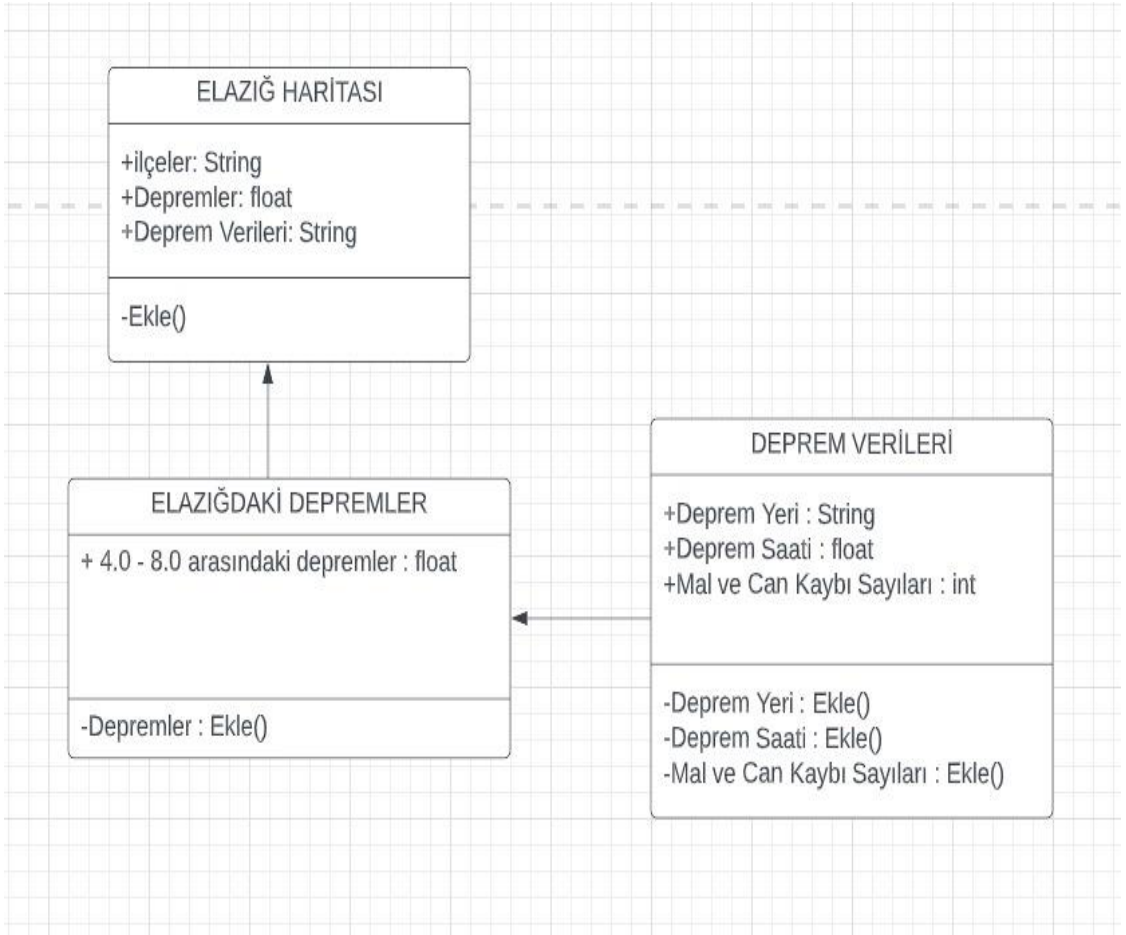 ELAZIĞ HARİTASI
+ilçeler: String
+Depremler: float
+Deprem Verileri: String
-Ekle()
ELAZIĞDAKİ DEPREMLER
+ 4.0 - 8.0 arasındaki depremler : float
-Depremler : Ekle()
DEPREM VERİLERİ
+Deprem Yeri : String
+Deprem Saati : float
+Mal ve Can Kaybı Sayıları : int
-Deprem Yeri : Ekle()
-Deprem Saati : Ekle()
-Mal ve Can Kaybı Sayıları : Ekle()